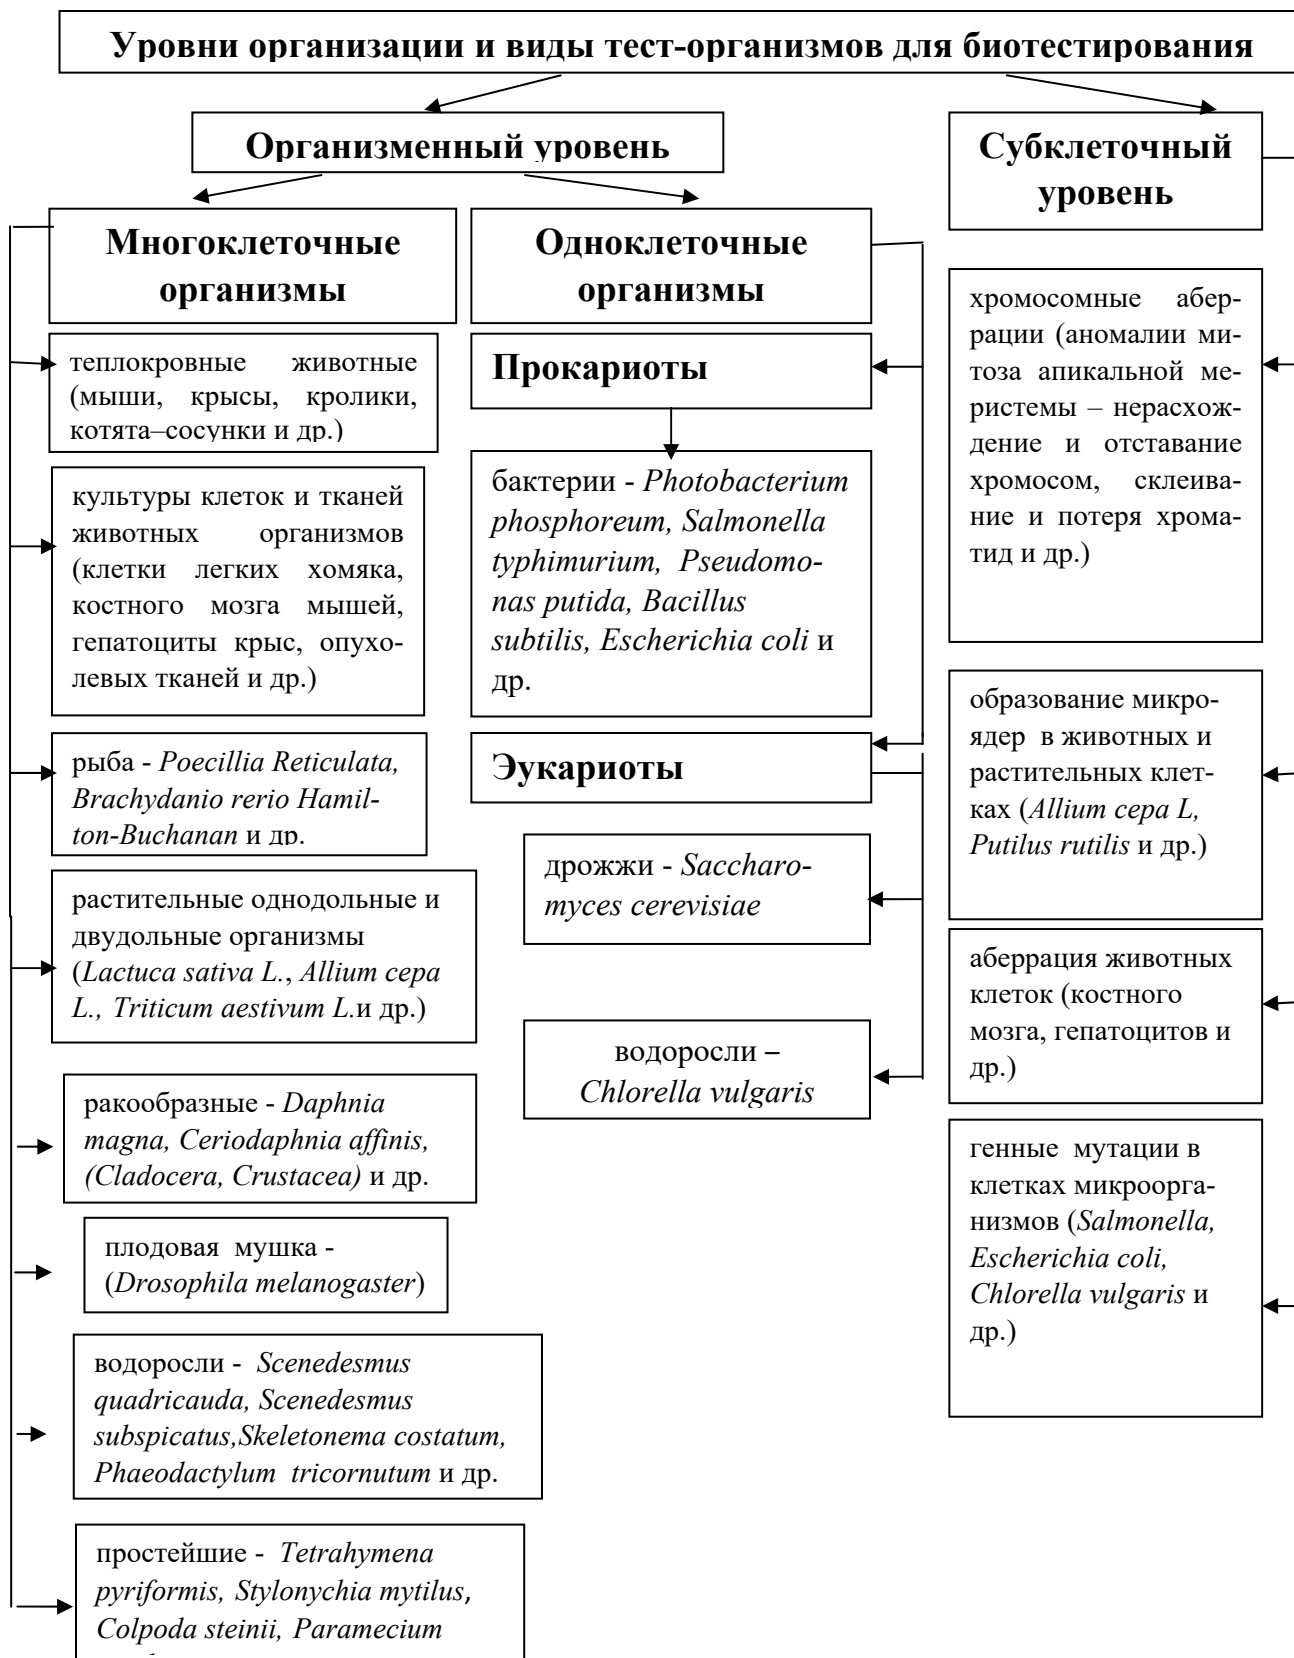 Уровни организации и виды тест-организмов для биотестирования
Организменный уровень
Субклеточный
уровень
Многоклеточные
организмы
теплокровные животные
(мыши, крысы, кролики,
котята–сосунки и др.)
культуры клеток и тканей
животных организмов
(клетки легких хомяка,
костного мозга мышей,
гепатоциты крыс, опухо-
левых тканей и др.)
рыба - Poecillia Reticulata,
Brachydanio rerio Hamil-
ton-Buchanan и др.
растительные однодольные и
двудольные организмы
(Lactuca sativa L., Allium cepa
L., Triticum aestivum L.и др.)
ракообразные - Daphnia
magna, Ceriodaphnia affinis,
(Cladocera, Crustacea) и др.
плодовая мушка -
(Drosophila melanogaster)
водоросли - Scenedesmus
quadricauda, Scenedesmus
subspicatus,Skeletonema costatum,
Phaeodactylum tricornutum и др.
простейшие - Tetrahymena
pyriformis, Stylonychia mytilus,
Colpoda steinii, Paramecium
Одноклеточные
организмы
Прокариоты
бактерии - Photobacterium
phosphoreum, Salmonella
typhimurium, Pseudomo-
nas putida, Bacillus
subtilis, Escherichia coli и
др.
Эукариоты
дрожжи - Saccharo-
myces cerevisiae
водоросли –
Chlorella vulgaris
хромосомные абер-
рации (аномалии ми-
тоза апикальной ме-
ристемы – нерасхож-
дение и отставание
хромосом, склеива-
ние и потеря хрома-
тид и др.)
образование микро-
ядер в животных и
растительных клет-
ках (Allium cepa L,
Putilus rutilis и др.)
аберрация животных
клеток (костного
мозга, гепатоцитов и
др.)
генные мутации в
клетках микроорга-
низмов (Salmonella,
Escherichia coli,
Chlorella vulgaris и
др.)